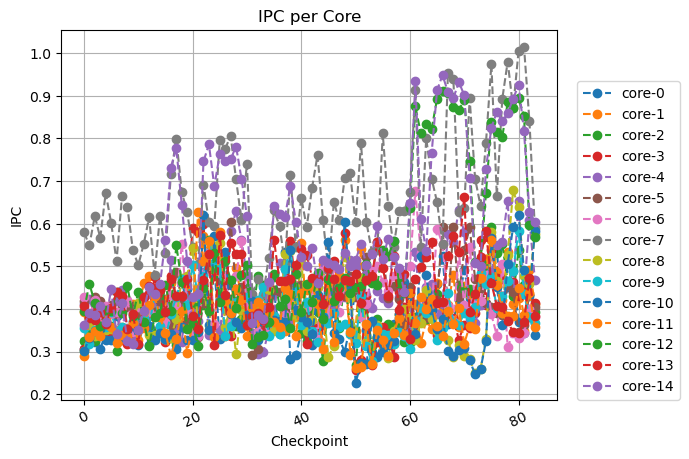 IPC per Core
IPC
1.0
0.9
0.8
0.7
0.6
0.5
0.4
0.3
0.2
0
20
40
60
80
Checkpoint
core-0
core-1
core-2
core-3
core-4
core-5
core-6
core-7
core-8
core-9
core-10
core-11
core-12
core-13
core-14